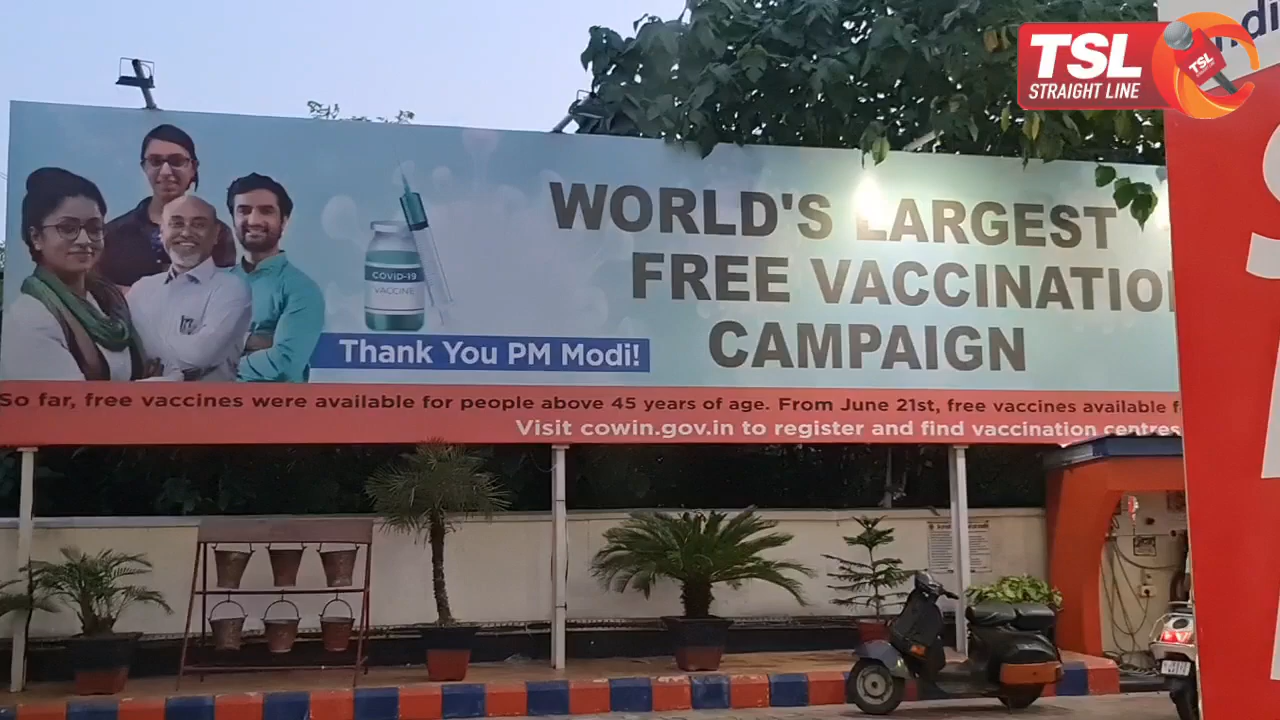 TSL
STRAIGHT LINE
TSL
WORLD'S LARGEST
FREE VACCINATIO
CAMPAIGN
COVID-19
VACCINE
Thank You PM Modi!
So far, free vaccines were available for people above 45 years of age. From June 21st, free vaccines available f
Visit cowin.gov.in to register and find vaccination centres